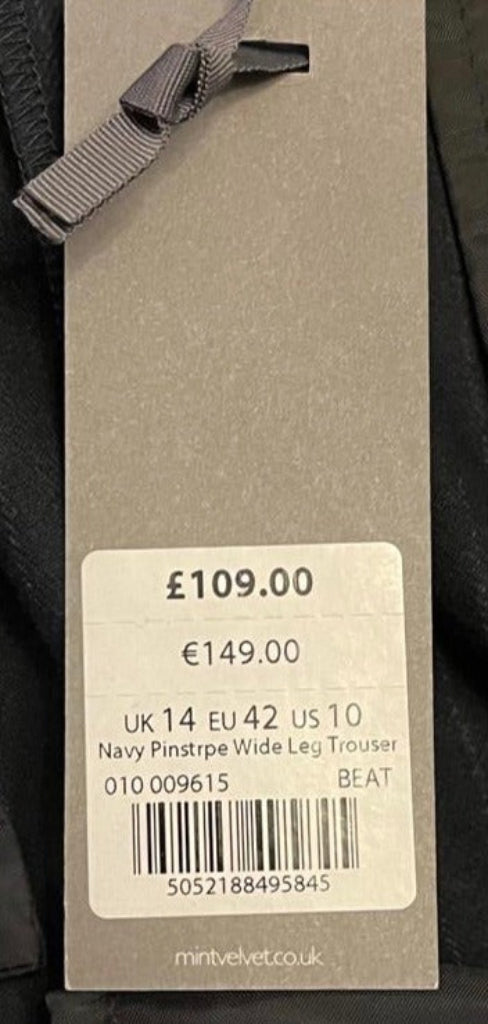 £109.00
€149.00
UK 14 EU 42 US 10
Navy Pinstrpe Wide Leg Trouser
010 009615 BEAT
5052188495845
mintvelvet.co.uk